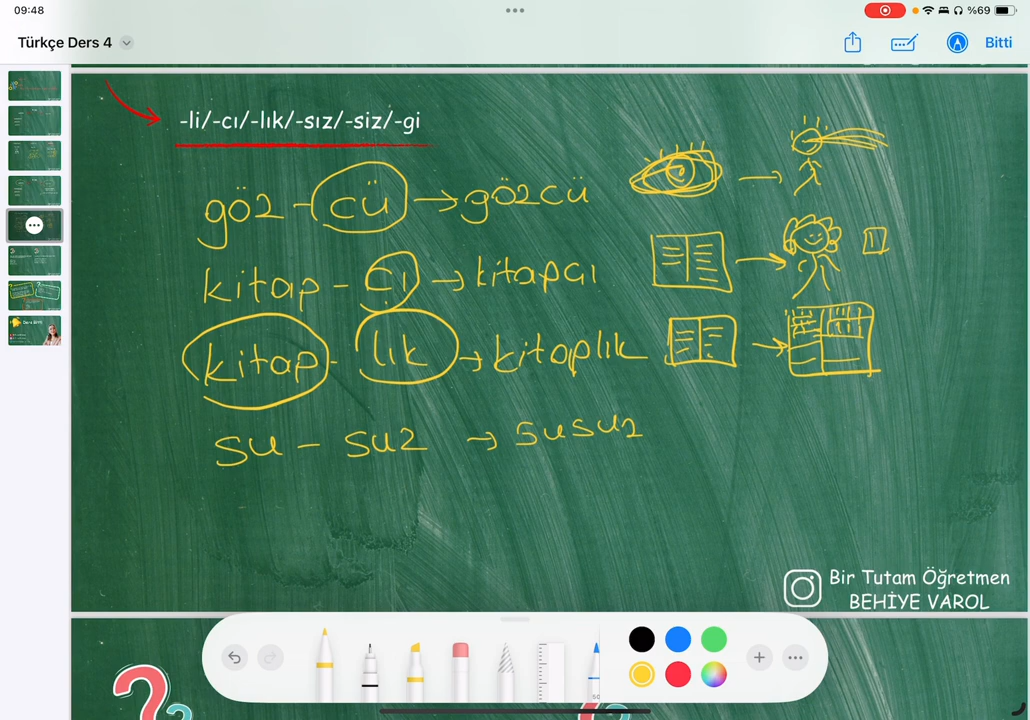 09:48
%69
Türkçe Ders 4
Bitti
-li/-cı/-lık/-sız/-siz/-gi
göz - cü → gözcü
kitap - çı → kitapçı
kitap - lık → kitaplık
su - suz → susuz
Bir Tutam Öğretmen
BEHİYE VAROL
? ?